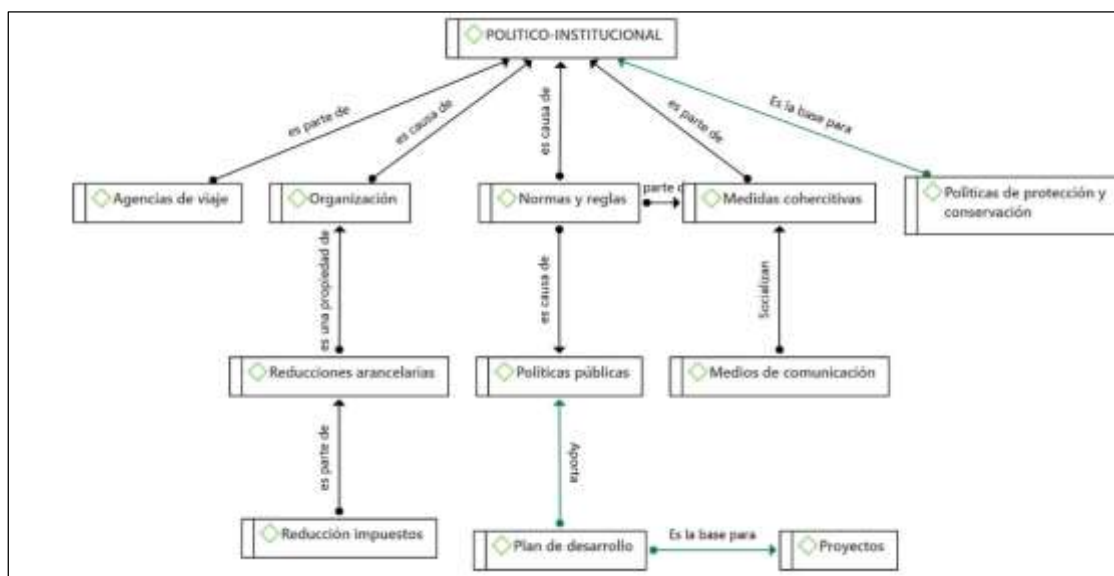 POLITICO-INSTITUCIONAL
es parte de
es causa de
es causa de
es parte de
Es la base para
Agencias de viaje
Organización
Normas y reglas
parte
Medidas cohercitivas
Políticas de protección y
conservación
es una propiedad de
es causa de
Socializan
Reducciones arancelarias
Políticas públicas
Medios de comunicación
es parte de
Aporta
Reducción impuestos
Plan de desarrollo
Es la base para
Proyectos